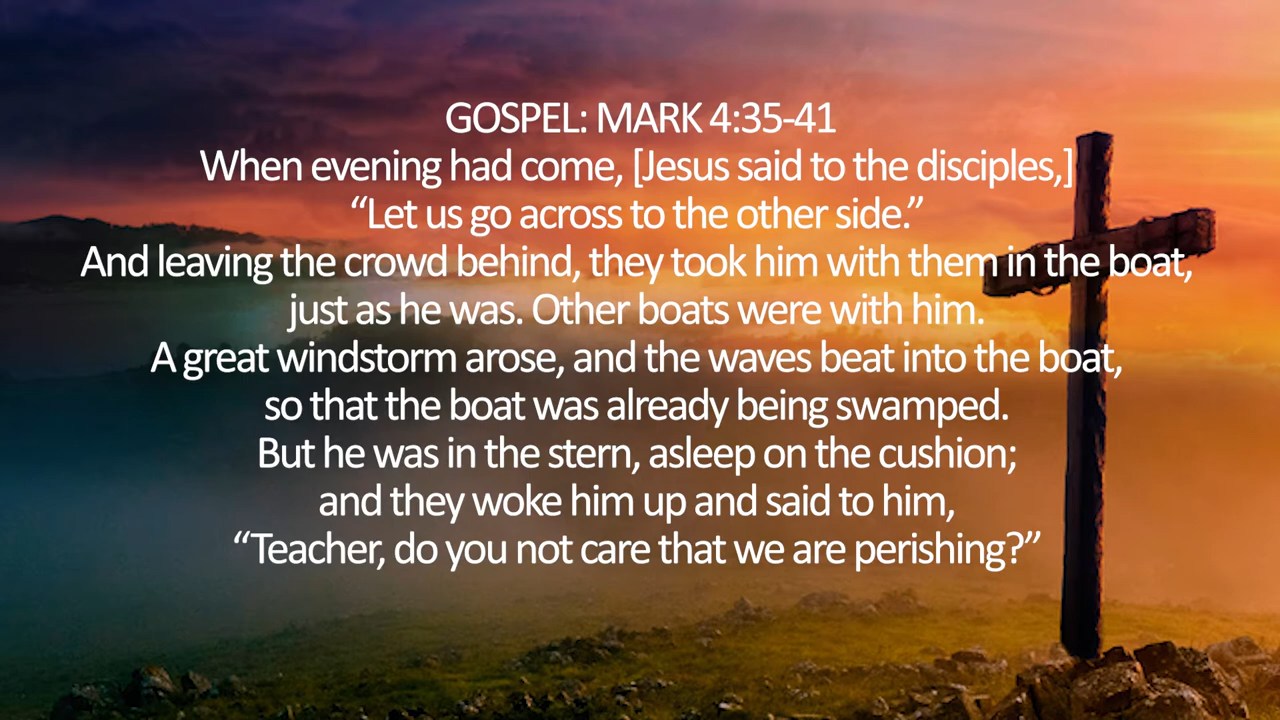 GOSPEL: MARK 4:35-41
When evening had come, [Jesus said to the disciples,]
“Let us go across to the other side.”
And leaving the crowd behind, they took him with them in the boat,
just as he was. Other boats were with him.
A great windstorm arose, and the waves beat into the boat,
so that the boat was already being swamped.
But he was in the stern, asleep on the cushion;
and they woke him up and said to him,
“Teacher, do you not care that we are perishing?”